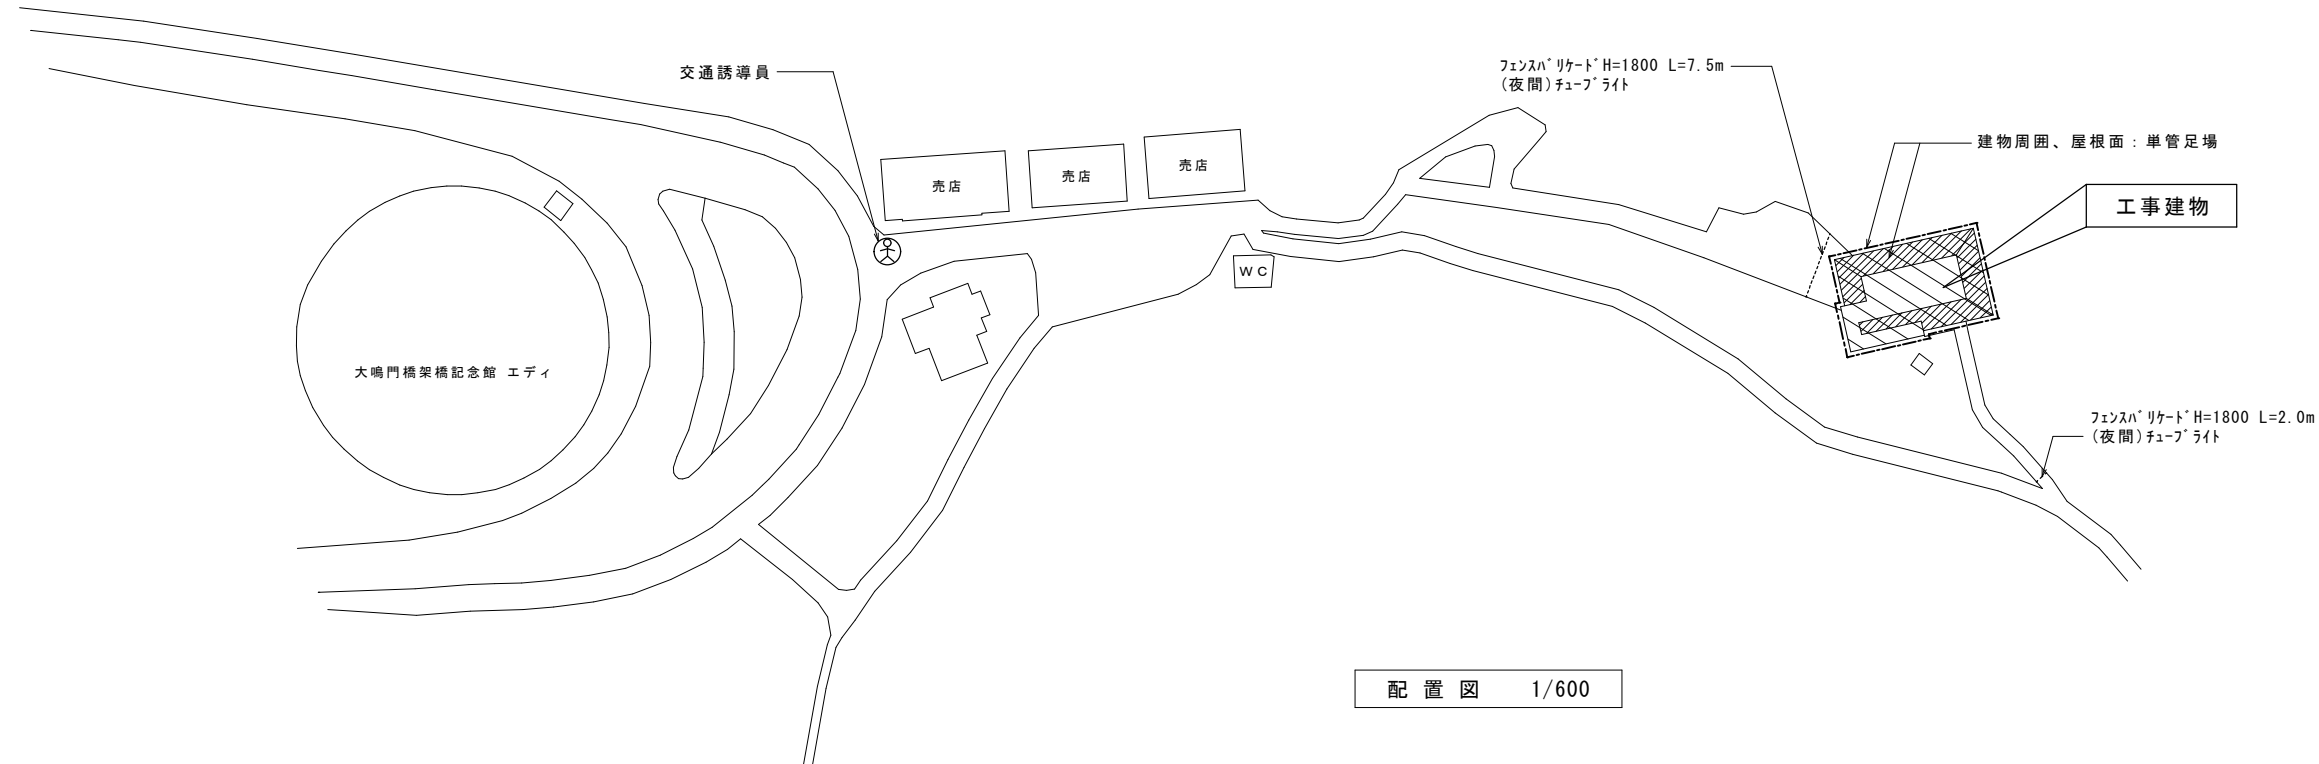 交通誘導員
フェンスバリケードH=1800 L=7.5m
(夜間)チューブライト
建物周囲、屋根面：単管足場
工事建物
売店
売店
売店
WC
大鳴門橋架橋記念館 エディ
フェンスバリケードH=1800 L=2.0m
(夜間)チューブライト
配置図 1/600